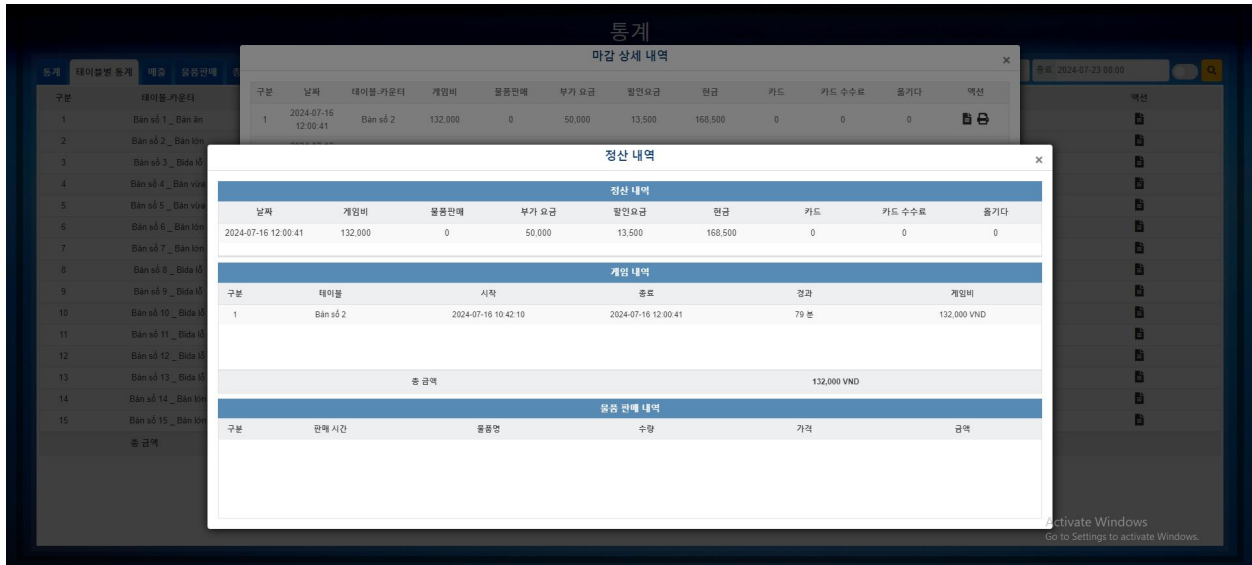 통계
마감 상세 내역 ×
통계 테이블별 통계 매출 물품판매 종료: 2024-07-23 08:00
구분 테이블-카운터 액션
구분 날짜 테이블-카운터 게임비 물품판매 부가 요금 할인요금 현금 카드 카드 수수료 옮기다 액션
1 2024-07-16 12:00:41 Bàn số 2 132,000 0 50,000 13,500 168,500 0 0 0
1 Bàn số 1 _ Bàn ăn
2 Bàn số 2 _ Bàn lớn
3 Bàn số 3 _ Bida lỗ
4 Bàn số 4 _ Bàn vừa
5 Bàn số 5 _ Bàn vừa
6 Bàn số 6 _ Bàn lớn
7 Bàn số 7 _ Bàn lớn
8 Bàn số 8 _ Bida lỗ
9 Bàn số 9 _ Bida lỗ
10 Bàn số 10 _ Bida lỗ
11 Bàn số 11 _ Bida lỗ
12 Bàn số 12 _ Bida lỗ
13 Bàn số 13 _ Bida lỗ
14 Bàn số 14 _ Bàn lớn
15 Bàn số 15 _ Bàn lớn
총 금액
정산 내역 ×
정산 내역
날짜 게임비 물품판매 부가 요금 할인요금 현금 카드 카드 수수료 옮기다
2024-07-16 12:00:41 132,000 0 50,000 13,500 168,500 0 0 0
게임 내역
구분 테이블 시작 종료 경과 게임비
1 Bàn số 2 2024-07-16 10:42:10 2024-07-16 12:00:41 79 분 132,000 VND
총 금액 132,000 VND
물품 판매 내역
구분 판매 시간 물품명 수량 가격 금액
Activate Windows
Go to Settings to activate Windows.